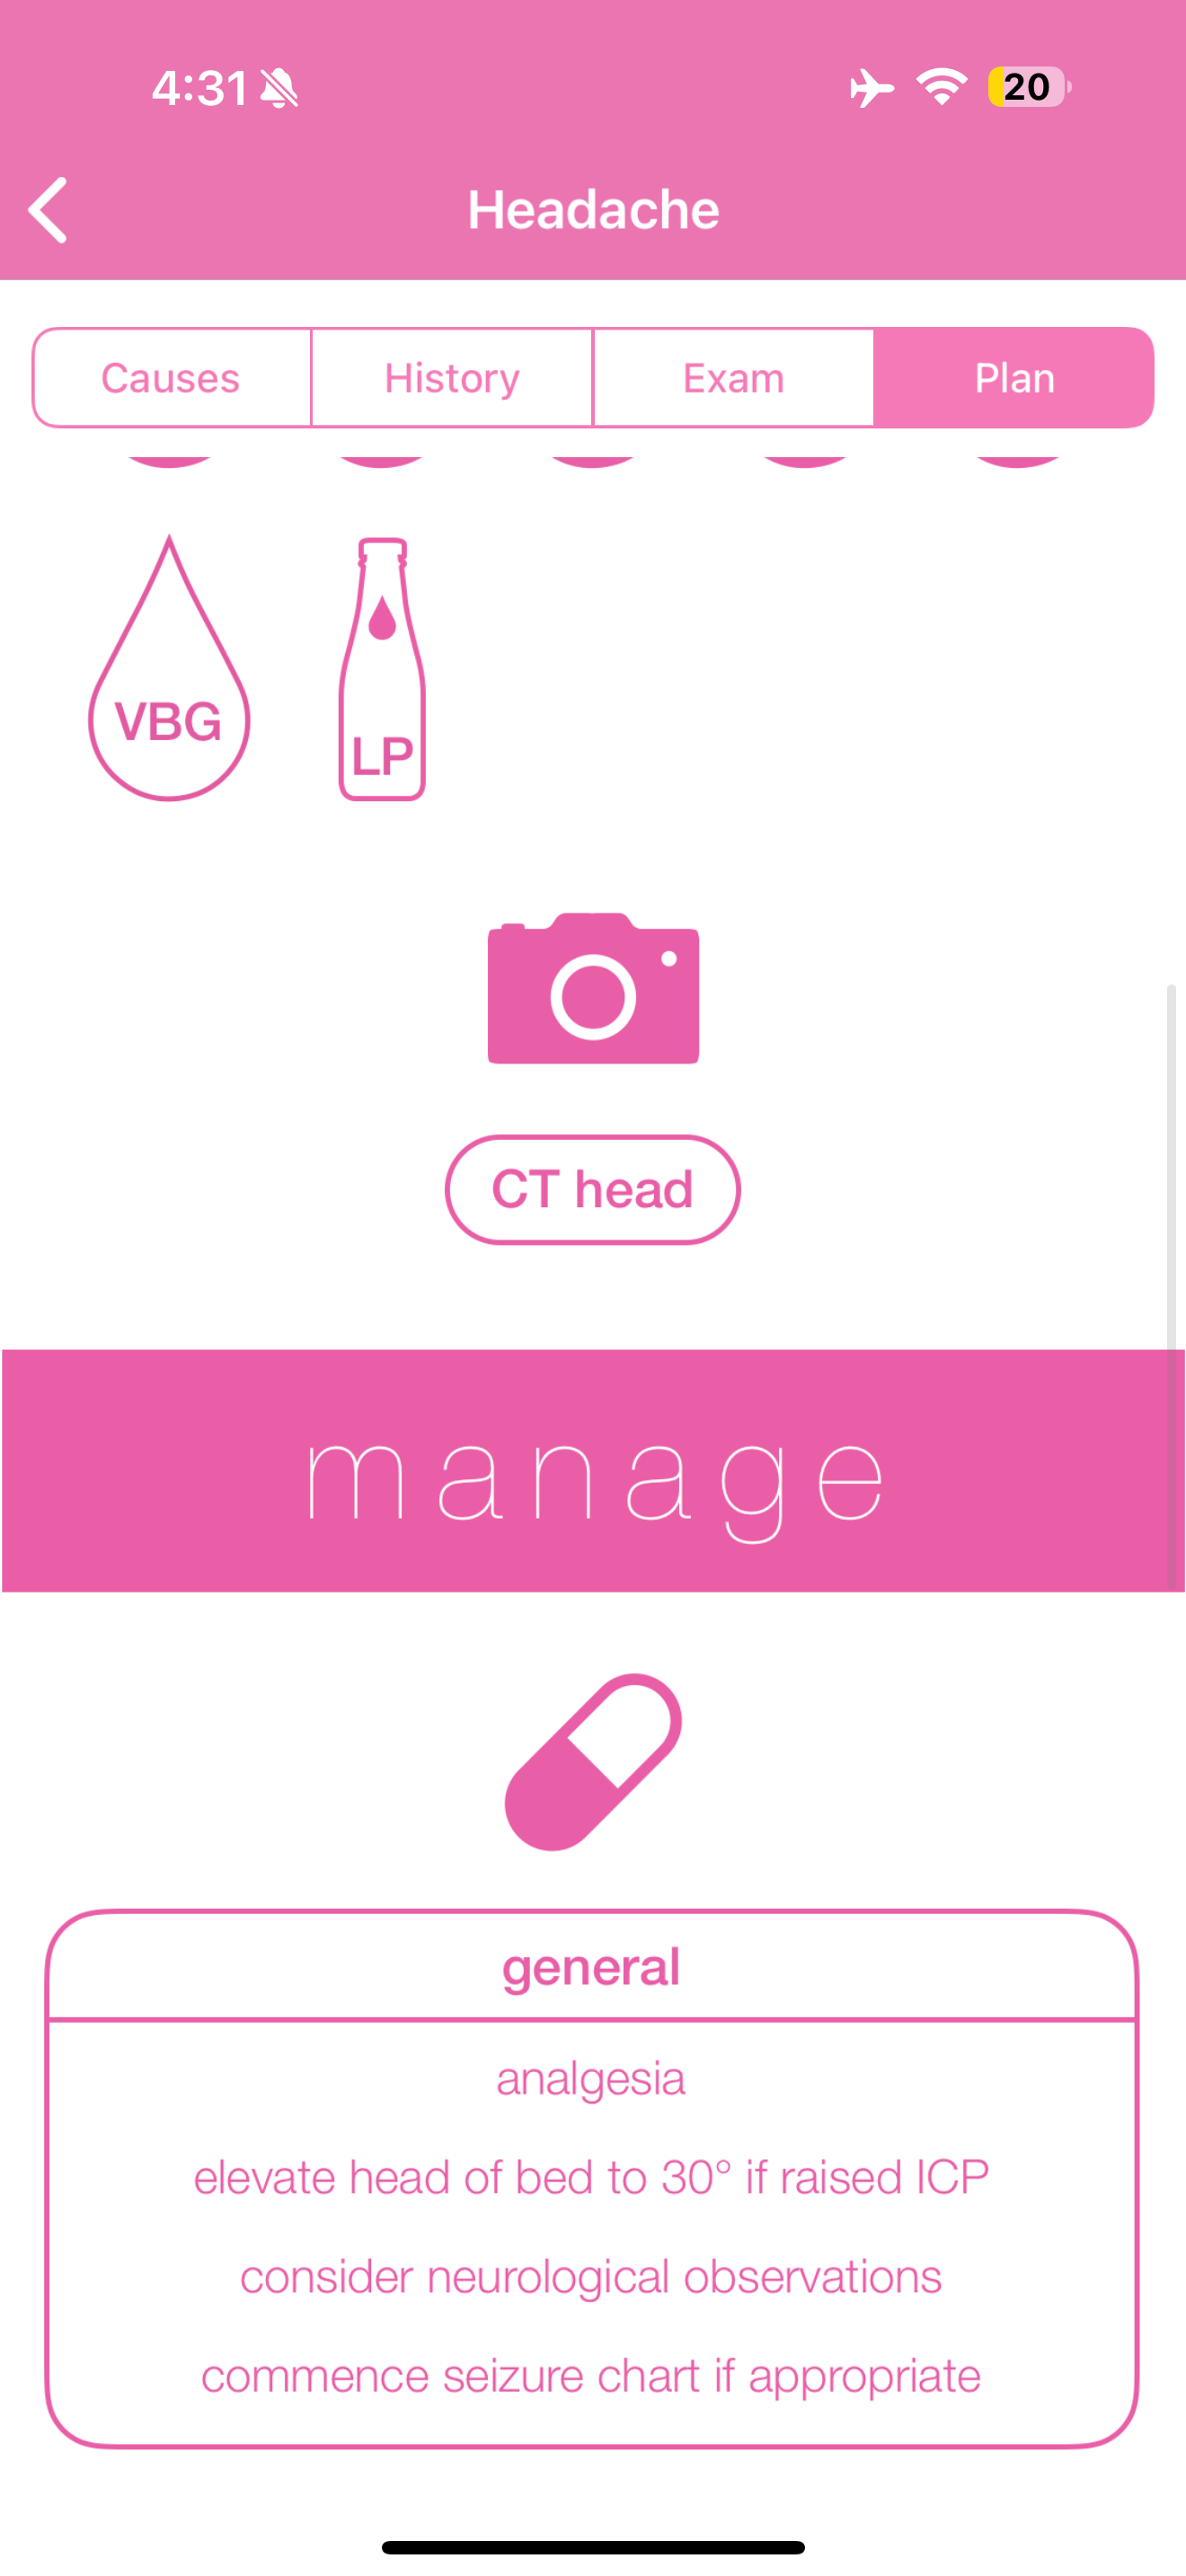 4:31
20
Headache
Causes
History
Exam
Plan
VBG
LP
CT head
manage
general
analgesia
elevate head of bed to 30° if raised ICP
consider neurological observations
commence seizure chart if appropriate